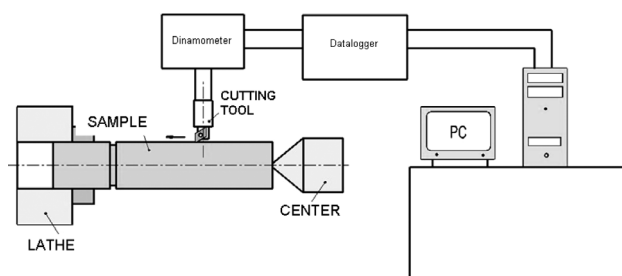 Dinamometer
Datalogger
CUTTING
TOOL
SAMPLE
PC
CENTER
LATHE